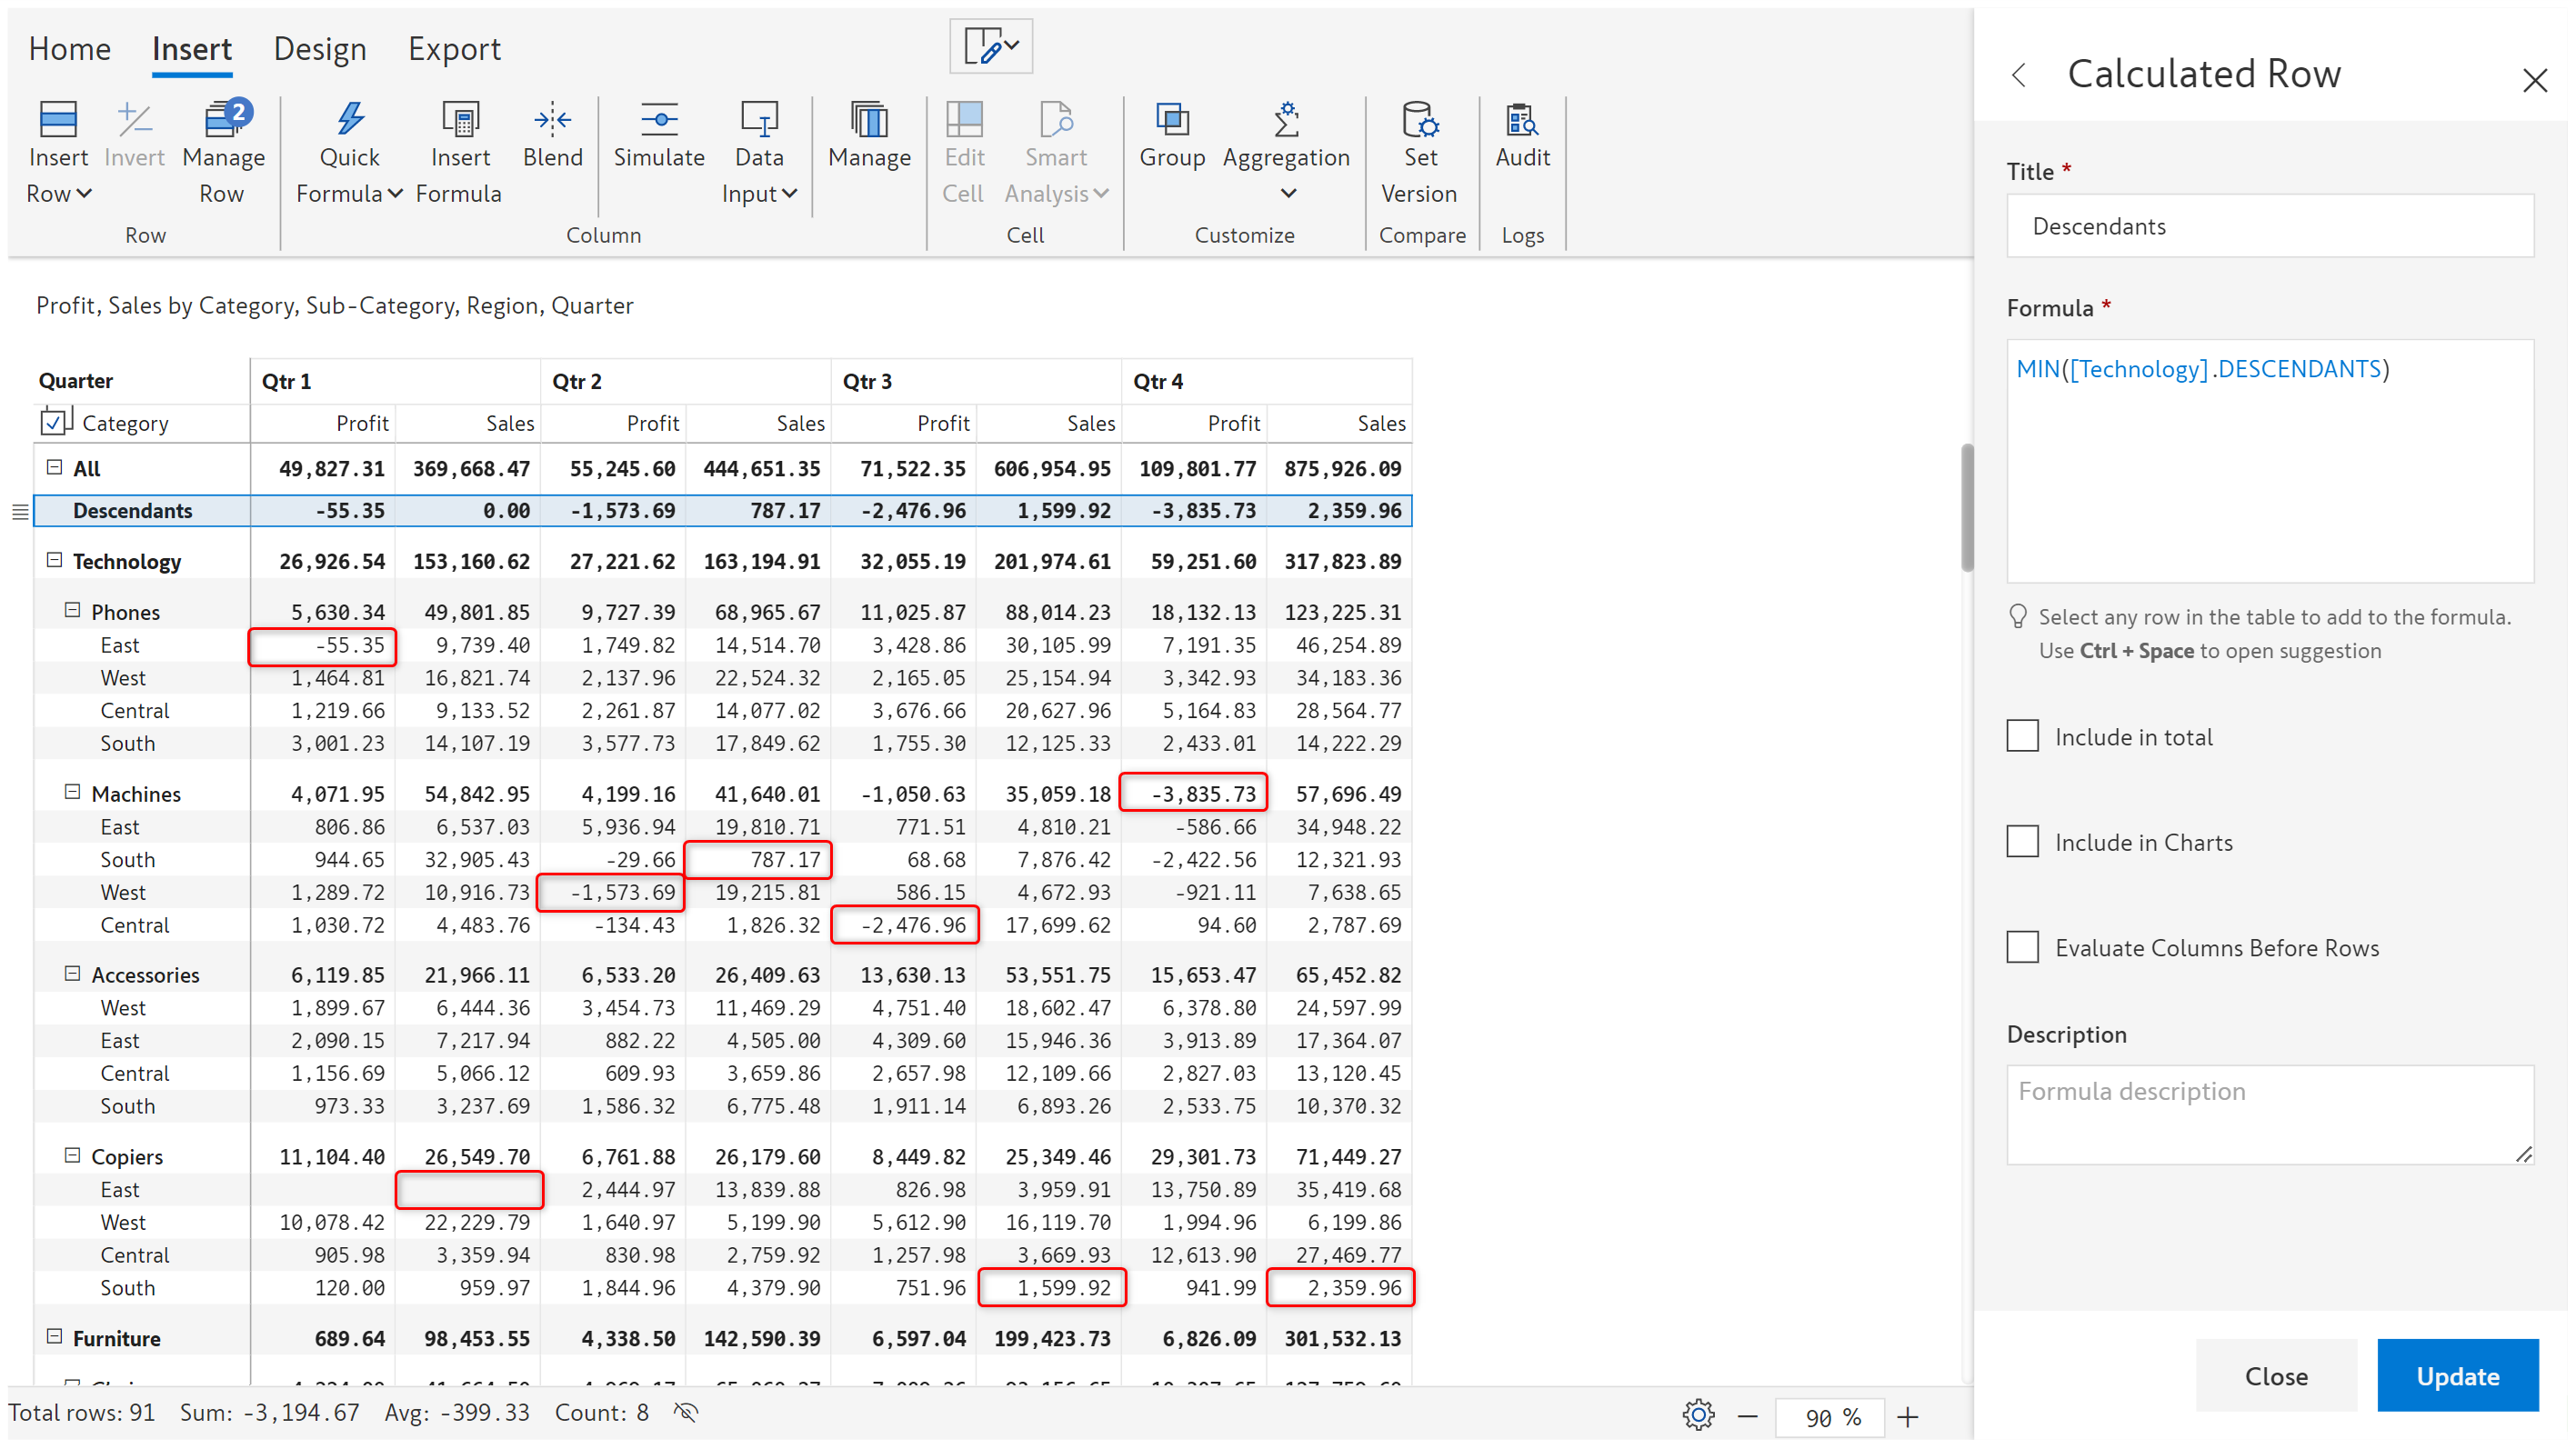 Home Insert Design Export
Insert Row Invert Manage Row 2 Quick Formula Insert Formula Blend Simulate Data Input Manage Edit Cell Smart Analysis Group Aggregation Set Version Audit
Row Column Cell Customize Compare Logs
Profit, Sales by Category, Sub-Category, Region, Quarter
Quarter Qtr 1 Qtr 2 Qtr 3 Qtr 4
Category Profit Sales Profit Sales Profit Sales Profit Sales
All 49,827.31 369,668.47 55,245.60 444,651.35 71,522.35 606,954.95 109,801.77 875,926.09
Descendants -55.35 0.00 -1,573.69 787.17 -2,476.96 1,599.92 -3,835.73 2,359.96
Technology 26,926.54 153,160.62 27,221.62 163,194.91 32,055.19 201,974.61 59,251.60 317,823.89
Phones 5,630.34 49,801.85 9,727.39 68,965.67 11,025.87 88,014.23 18,132.13 123,225.31
East -55.35 9,739.40 1,749.82 14,514.70 3,428.86 30,105.99 7,191.35 46,254.89
West 1,464.81 16,821.74 2,137.96 22,524.32 2,165.05 25,154.94 3,342.93 34,183.36
Central 1,219.66 9,133.52 2,261.87 14,077.02 3,676.66 20,627.96 5,164.83 28,564.77
South 3,001.23 14,107.19 3,577.73 17,849.62 1,755.30 12,125.33 2,433.01 14,222.29
Machines 4,071.95 54,842.95 4,199.16 41,640.01 -1,050.63 35,059.18 -3,835.73 57,696.49
East 806.86 6,537.03 5,936.94 19,810.71 771.51 4,810.21 -586.66 34,948.22
South 944.65 32,905.43 -29.66 787.17 68.68 7,876.42 -2,422.56 12,321.93
West 1,289.72 10,916.73 -1,573.69 19,215.81 586.15 4,672.93 -921.11 7,638.65
Central 1,030.72 4,483.76 -134.43 1,826.32 -2,476.96 17,699.62 94.60 2,787.69
Accessories 6,119.85 21,966.11 6,533.20 26,409.63 13,630.13 53,551.75 15,653.47 65,452.82
West 1,899.67 6,444.36 3,454.73 11,469.29 4,751.40 18,602.47 6,378.80 24,597.99
East 2,090.15 7,217.94 882.22 4,505.00 4,309.60 15,946.36 3,913.89 17,364.07
Central 1,156.69 5,066.12 609.93 3,659.86 2,657.98 12,109.66 2,827.03 13,120.45
South 973.33 3,237.69 1,586.32 6,775.48 1,911.14 6,893.26 2,533.75 10,370.32
Copiers 11,104.40 26,549.70 6,761.88 26,179.60 8,449.82 25,349.46 29,301.73 71,449.27
East 2,444.97 13,839.88 826.98 3,959.91 13,750.89 35,419.68
West 10,078.42 22,229.79 1,640.97 5,199.90 5,612.90 16,119.70 1,994.96 6,199.86
Central 905.98 3,359.94 830.98 2,759.92 1,257.98 3,669.93 12,613.90 27,469.77
South 120.00 959.97 1,844.96 4,379.90 751.96 1,599.92 941.99 2,359.96
Furniture 689.64 98,453.55 4,338.50 142,590.39 6,597.04 199,423.73 6,826.09 301,532.13
Total rows: 91 Sum: -3,194.67 Avg: -399.33 Count: 8
90 %
Calculated Row
Title *
Descendants
Formula *
MIN([Technology].DESCENDANTS)
Select any row in the table to add to the formula.
Use Ctrl + Space to open suggestion
Include in total
Include in Charts
Evaluate Columns Before Rows
Description
Formula description
Close Update